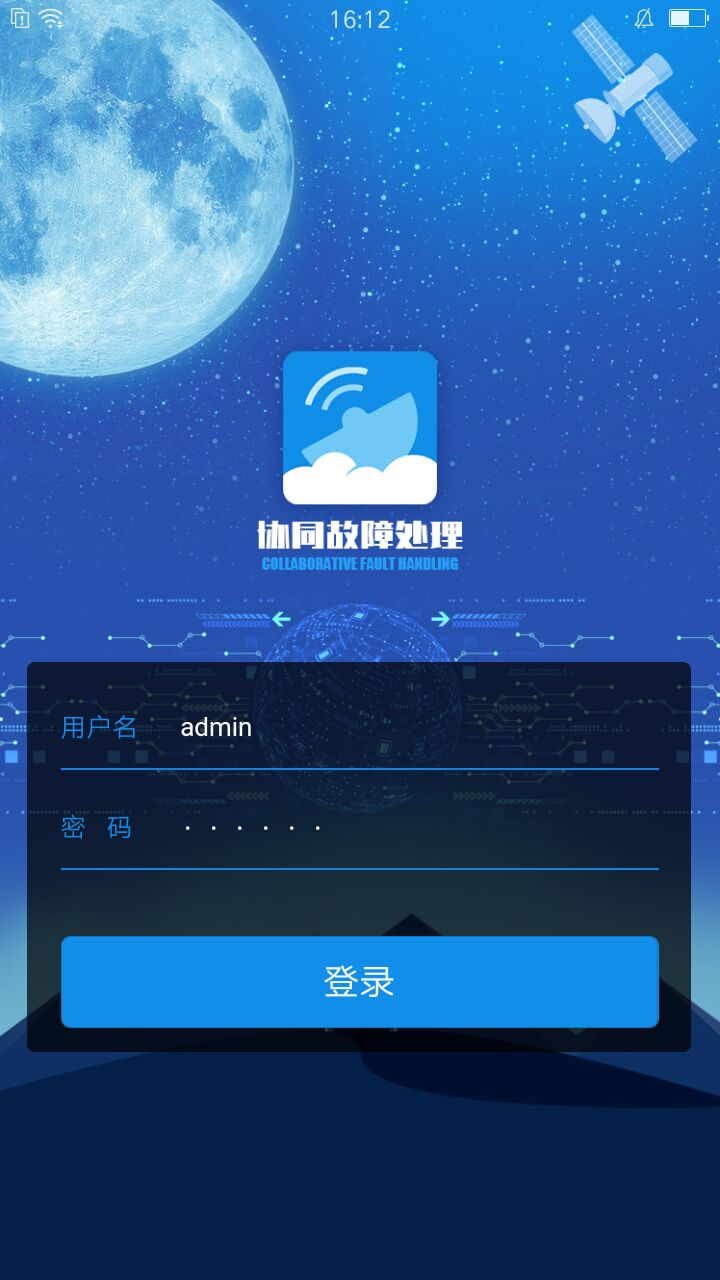 16:12
协同故障处理
COLLABORATIVE FAULT HANDLING
用户名 admin
密 码 ······
登录